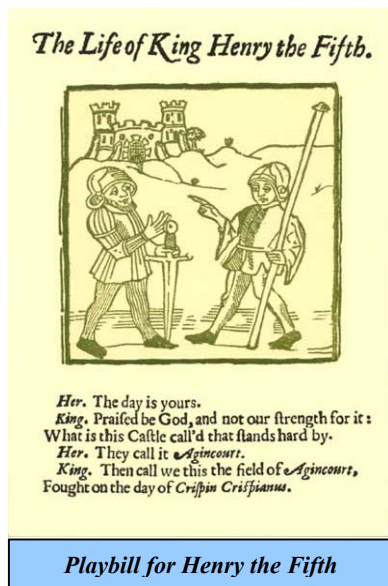 The Life of King Henry the Fifth.
Her. The day is yours.
King. Praiſed be God, and not our ſtrength for it:
What is this Caſtle call'd that ſtands hard by.
Her. They call it Agincourt.
King. Then call we this the field of Agincourt,
Fought on the day of Criſpin Criſpianus.
Playbill for Henry the Fifth